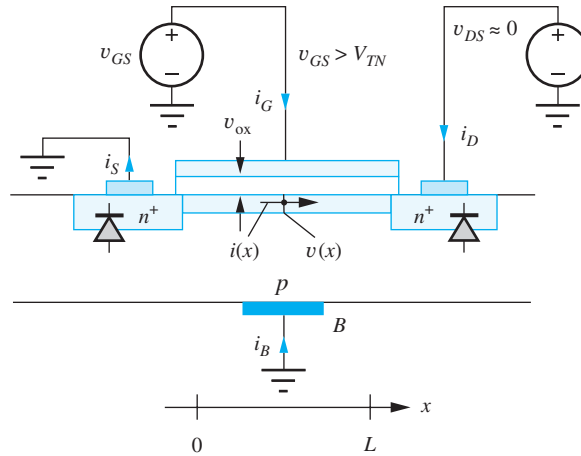 +
v_GS
−
v_GS > V_TN
v_DS ≈ 0
+
−
i_G
v_ox
i_D
i_S
n⁺
n⁺
i(x)
v(x)
p
B
i_B
x
0
L